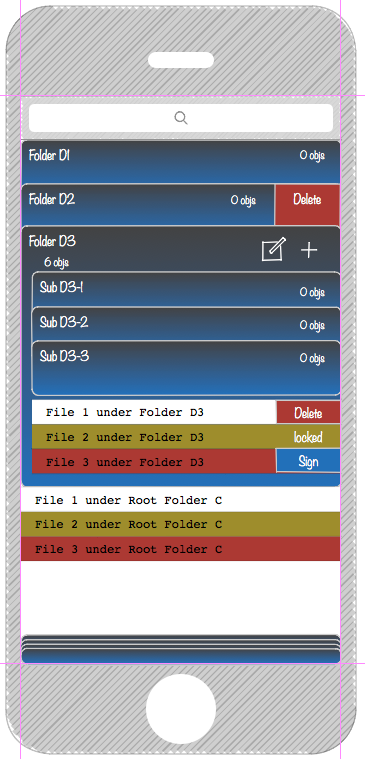 Folder D1 0 objs
Folder D2 0 objs Delete
Folder D3
6 objs
Sub D3-1 0 objs
Sub D3-2 0 objs
Sub D3-3 0 objs
File 1 under Folder D3 Delete
File 2 under Folder D3 locked
File 3 under Folder D3 Sign
File 1 under Root Folder C
File 2 under Root Folder C
File 3 under Root Folder C